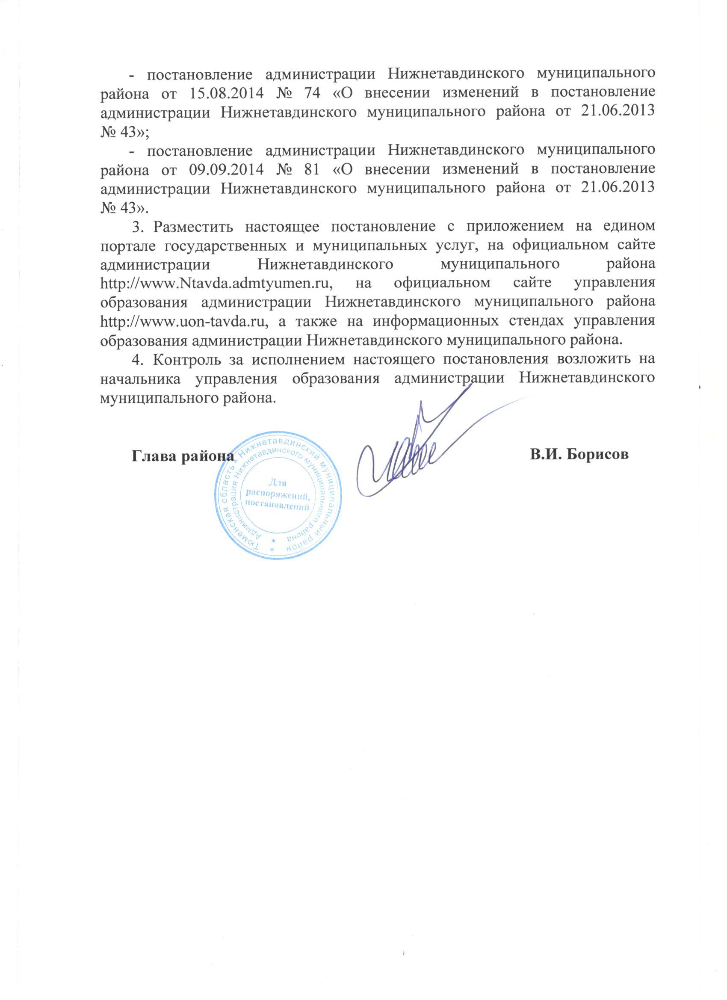 - постановление администрации Нижнетавдинского муниципального
района от 15.08.2014 № 74 «О внесении изменений в постановление
администрации Нижнетавдинского муниципального района от 21.06.2013
№ 43»;
- постановление администрации Нижнетавдинского муниципального
района от 09.09.2014 № 81 «О внесении изменений в постановление
администрации Нижнетавдинского муниципального района от 21.06.2013
№ 43».
3. Разместить настоящее постановление с приложением на едином
портале государственных и муниципальных услуг, на официальном сайте
администрации Нижнетавдинского муниципального района
http://www.Ntavda.admtyumen.ru, на официальном сайте управления
образования администрации Нижнетавдинского муниципального района
http://www.uon-tavda.ru, а также на информационных стендах управления
образования администрации Нижнетавдинского муниципального района.
4. Контроль за исполнением настоящего постановления возложить на
начальника управления образования администрации Нижнетавдинского
муниципального района.
Глава района В.И. Борисов
Тюменская область * Нижнетавдинский муниципальный район *
Администрация Нижнетавдинского муниципального района *
Для
распоряжений,
постановлений